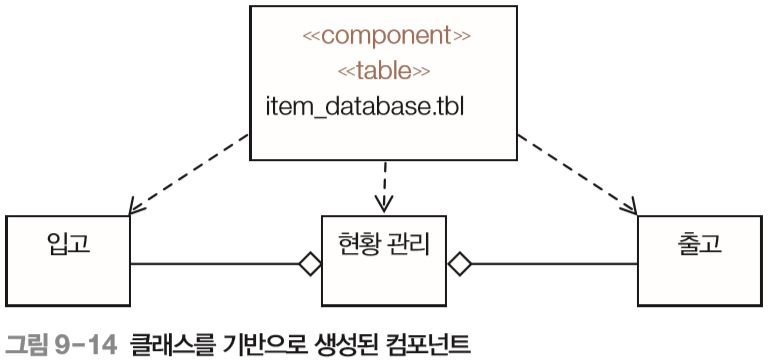 <<component>>
<<table>>
item_database.tbl
입고
현황 관리
출고
그림 9-14 클래스를 기반으로 생성된 컴포넌트